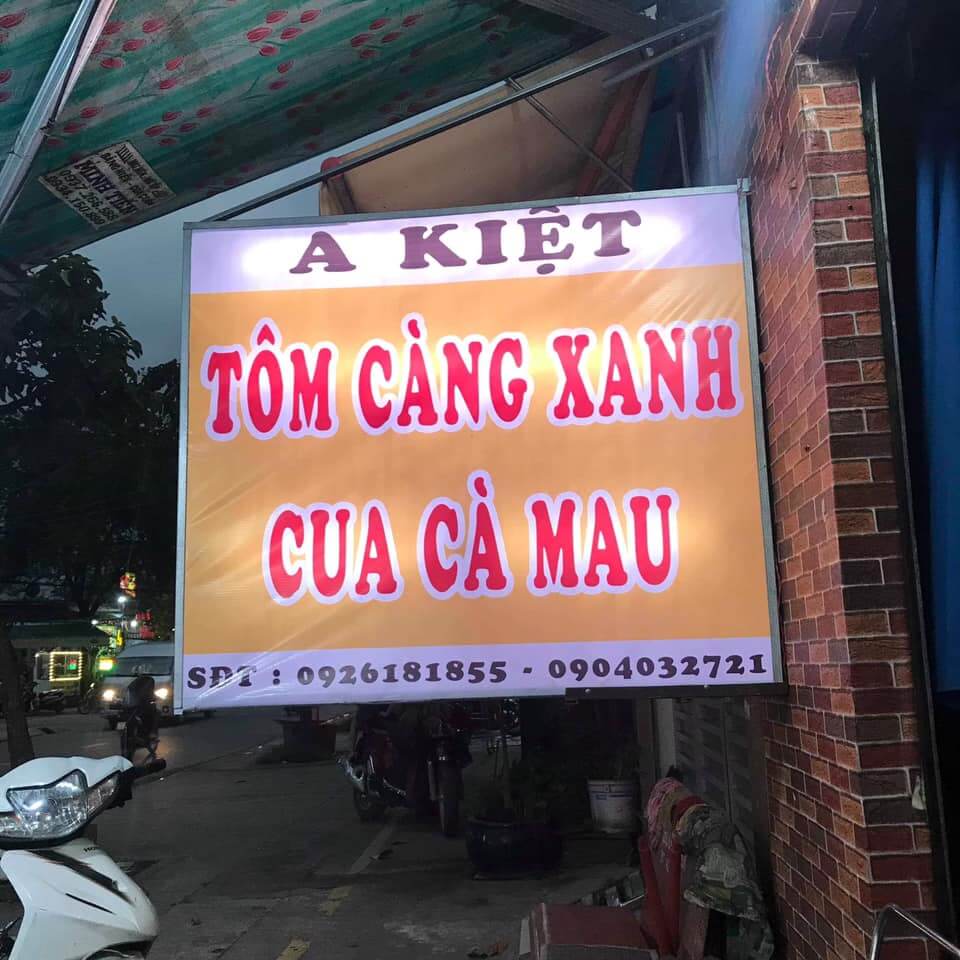 A KIỆT
TÔM CÀNG XANH
CUA CÀ MAU
SĐT : 0926181855 - 0904032721